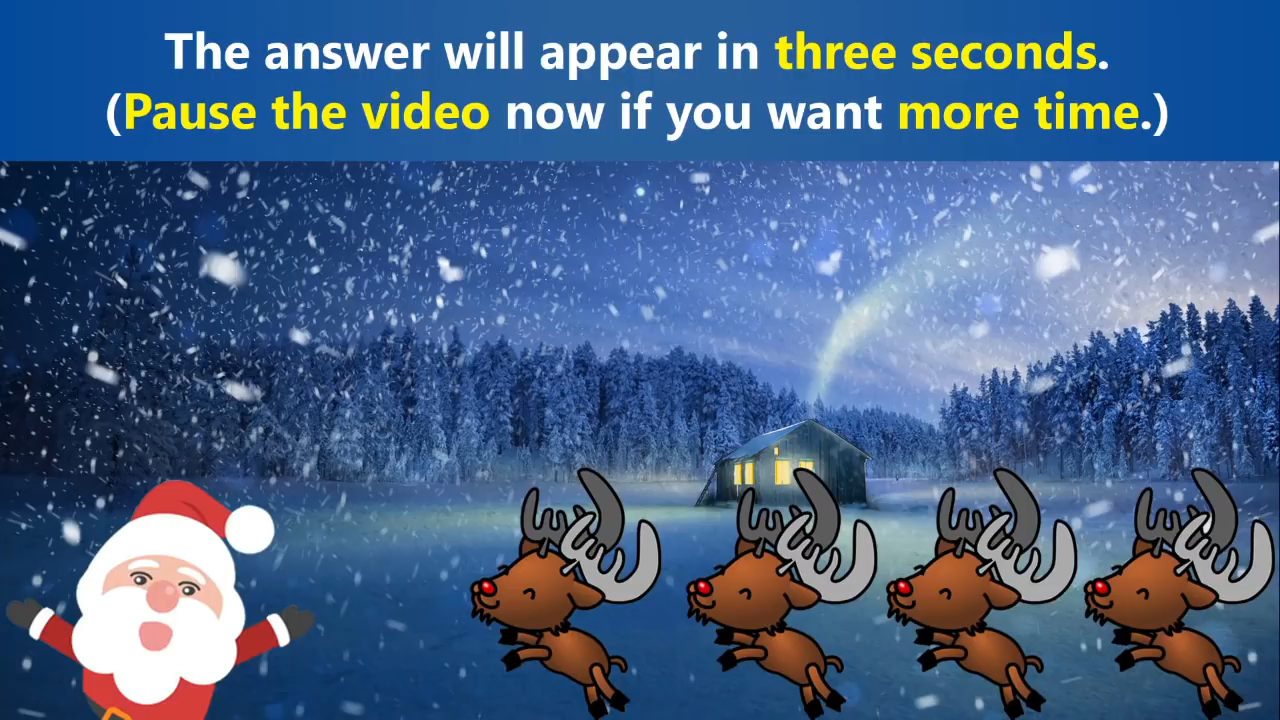 The answer will appear in three seconds.
(Pause the video now if you want more time.)